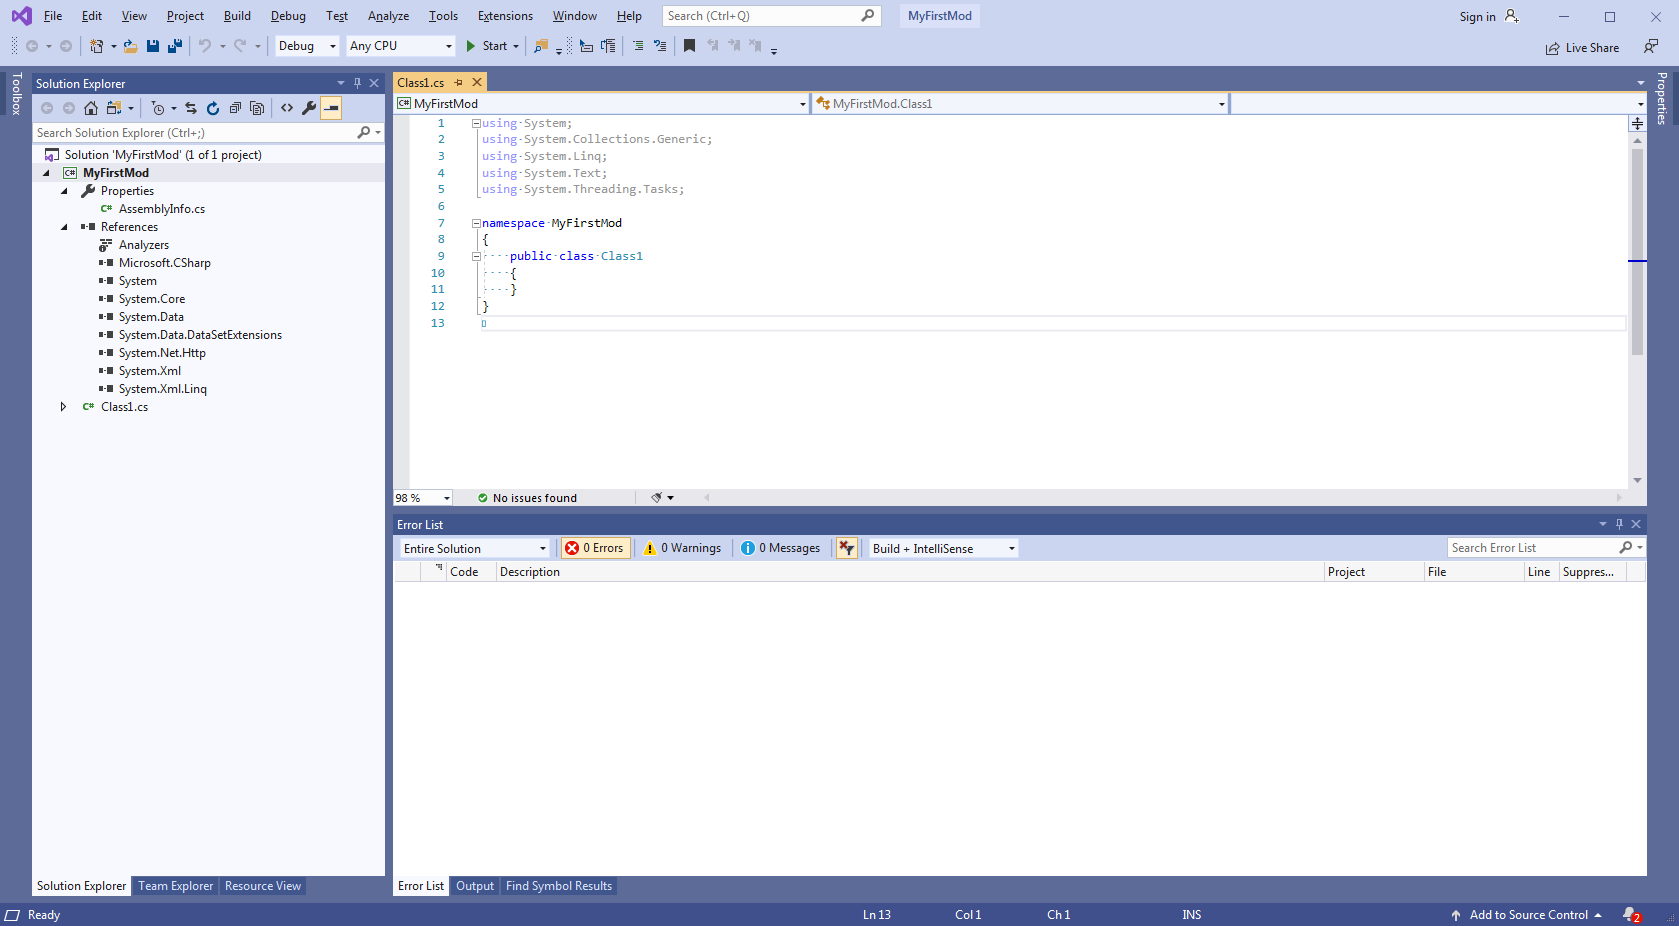 File Edit View Project Build Debug Test Analyze Tools Extensions Window Help Search (Ctrl+Q) MyFirstMod Sign in
Debug Any CPU Start Live Share
Toolbox
Solution Explorer
Search Solution Explorer (Ctrl+;)
Solution 'MyFirstMod' (1 of 1 project)
C# MyFirstMod
Properties
C# AssemblyInfo.cs
References
Analyzers
Microsoft.CSharp
System
System.Core
System.Data
System.Data.DataSetExtensions
System.Net.Http
System.Xml
System.Xml.Linq
C# Class1.cs
Solution Explorer Team Explorer Resource View
Class1.cs
C# MyFirstMod MyFirstMod.Class1
1 using System;
2 using System.Collections.Generic;
3 using System.Linq;
4 using System.Text;
5 using System.Threading.Tasks;
6
7 namespace MyFirstMod
8 {
9 public class Class1
10 {
11 }
12 }
13
98 % No issues found
Error List
Entire Solution 0 Errors 0 Warnings 0 Messages Build + IntelliSense Search Error List
Code Description Project File Line Suppres...
Error List Output Find Symbol Results
Properties
Ready Ln 13 Col 1 Ch 1 INS Add to Source Control 2